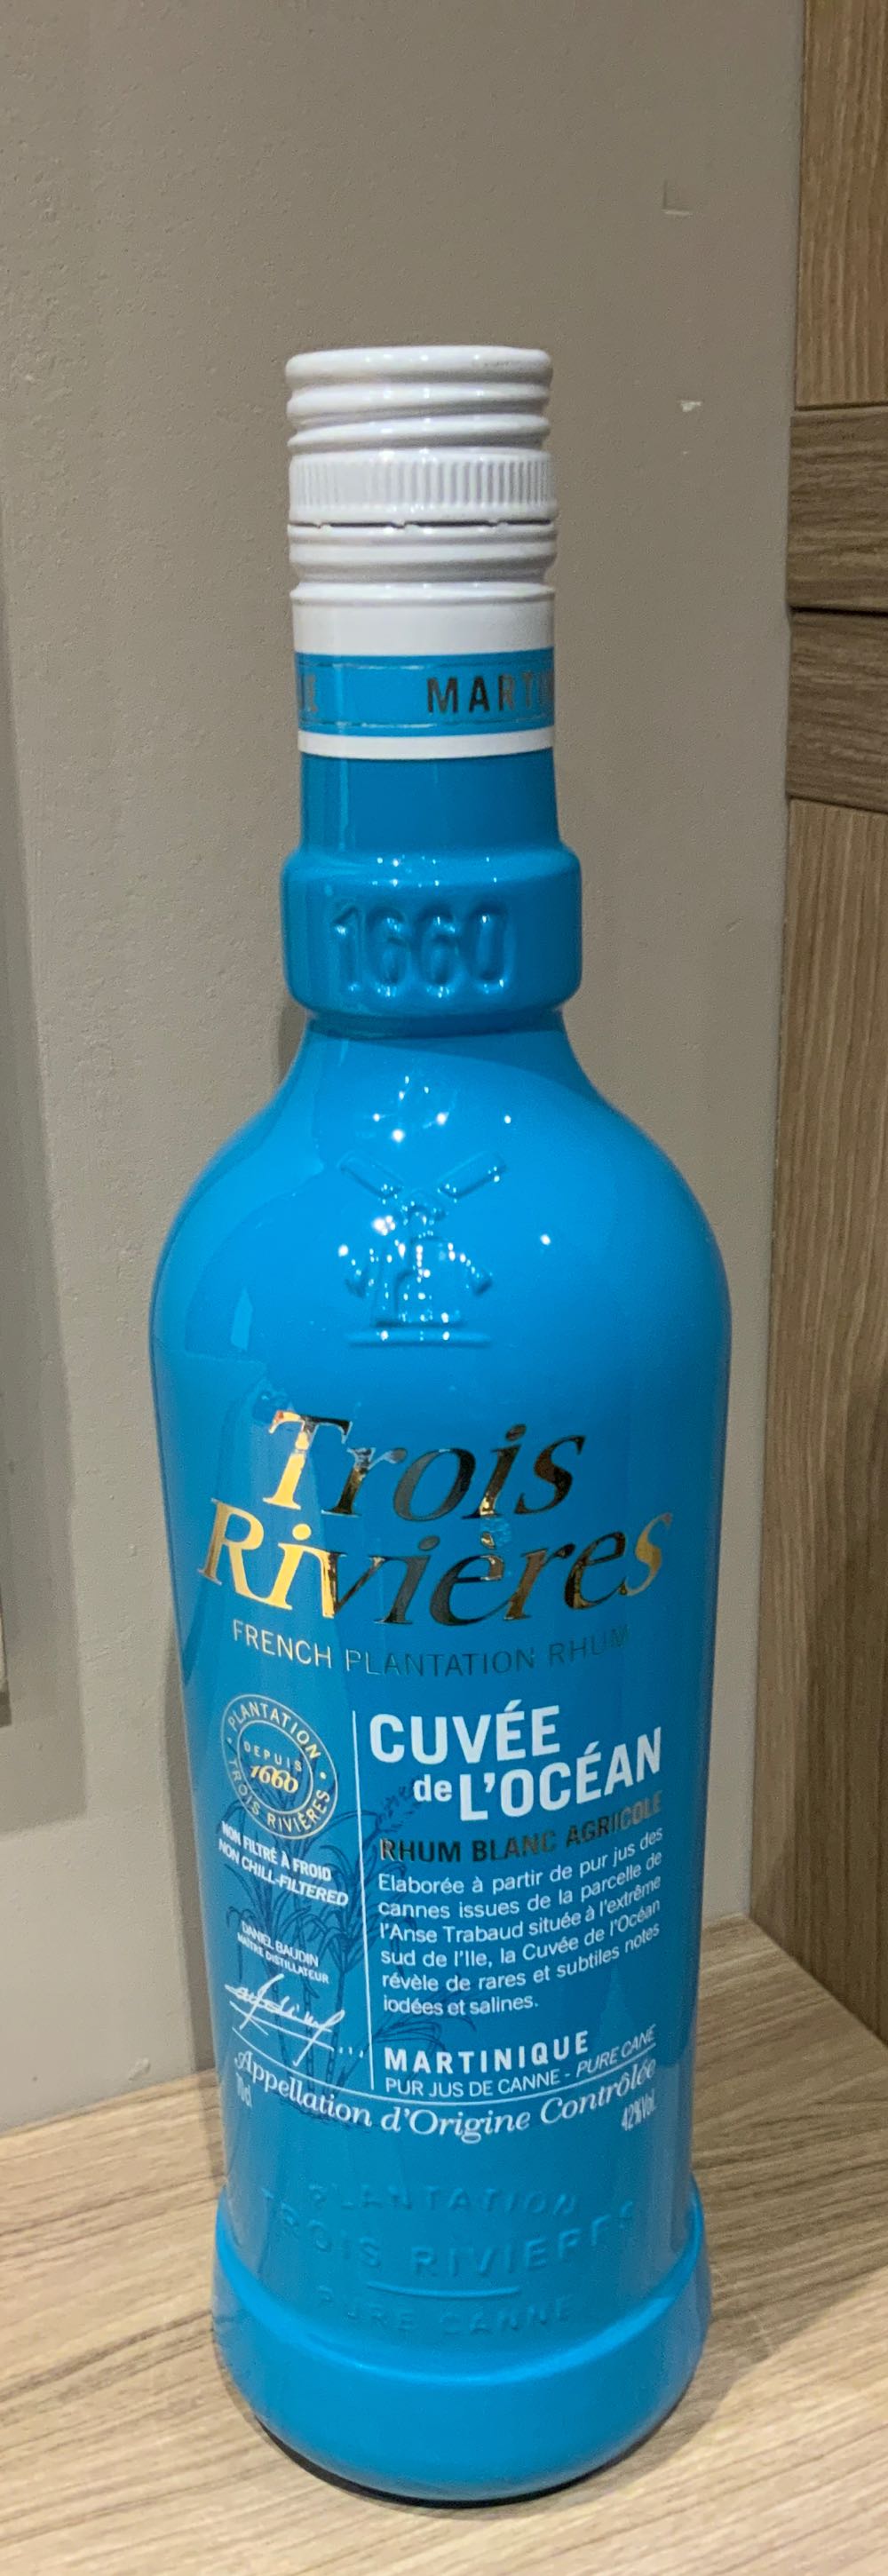 MARTIN
1660
Trois
Rivières
FRENCH PLANTATION RHUM
PLANTATION
DEPUIS
1660
TROIS RIVIÈRES
NON FILTRÉ À FROID
NON CHILL-FILTERED
DANIEL BAUDIN
MAÎTRE DISTILLATEUR
CUVÉE
de L'OCÉAN
RHUM BLANC AGRICOLE
Elaborée à partir de pur jus des
cannes issues de la parcelle de
l'Anse Trabaud située à l'extrême
sud de l'Ile, la Cuvée de l'Océan
révèle de rares et subtiles notes
iodées et salines.
MARTINIQUE
PUR JUS DE CANNE - PURE CANE
Appellation d'Origine Contrôlée
70cl
42%Vol.
PLANTATION
TROIS RIVIERES
PURE CANNE